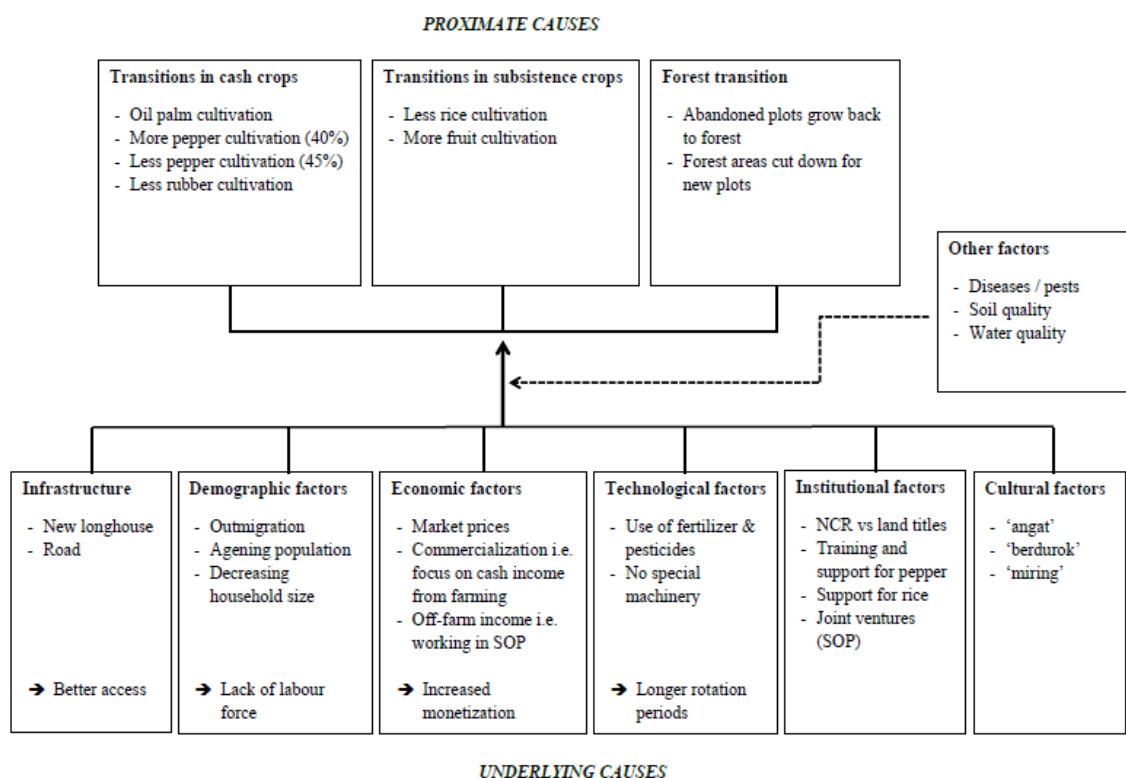 PROXIMATE CAUSES
Transitions in cash crops
- Oil palm cultivation
- More pepper cultivation (40%)
- Less pepper cultivation (45%)
- Less rubber cultivation
Transitions in subsistence crops
- Less rice cultivation
- More fruit cultivation
Forest transition
- Abandoned plots grow back
to forest
- Forest areas cut down for
new plots
Other factors
- Diseases / pests
- Soil quality
- Water quality
Infrastructure
- New longhouse
- Road
➔ Better access
Demographic factors
- Outmigration
- Agening population
- Decreasing
household size
➔ Lack of labour
force
Economic factors
- Market prices
- Commercialization i.e.
focus on cash income
from farming
- Off-farm income i.e.
working in SOP
➔ Increased
monetization
Technological factors
- Use of fertilizer &
pesticides
- No special
machinery
➔ Longer rotation
periods
Institutional factors
- NCR vs land titles
- Training and
support for pepper
- Support for rice
- Joint ventures
(SOP)
Cultural factors
- ‘angat’
- ‘berdurok’
- ‘miring’
UNDERLYING CAUSES